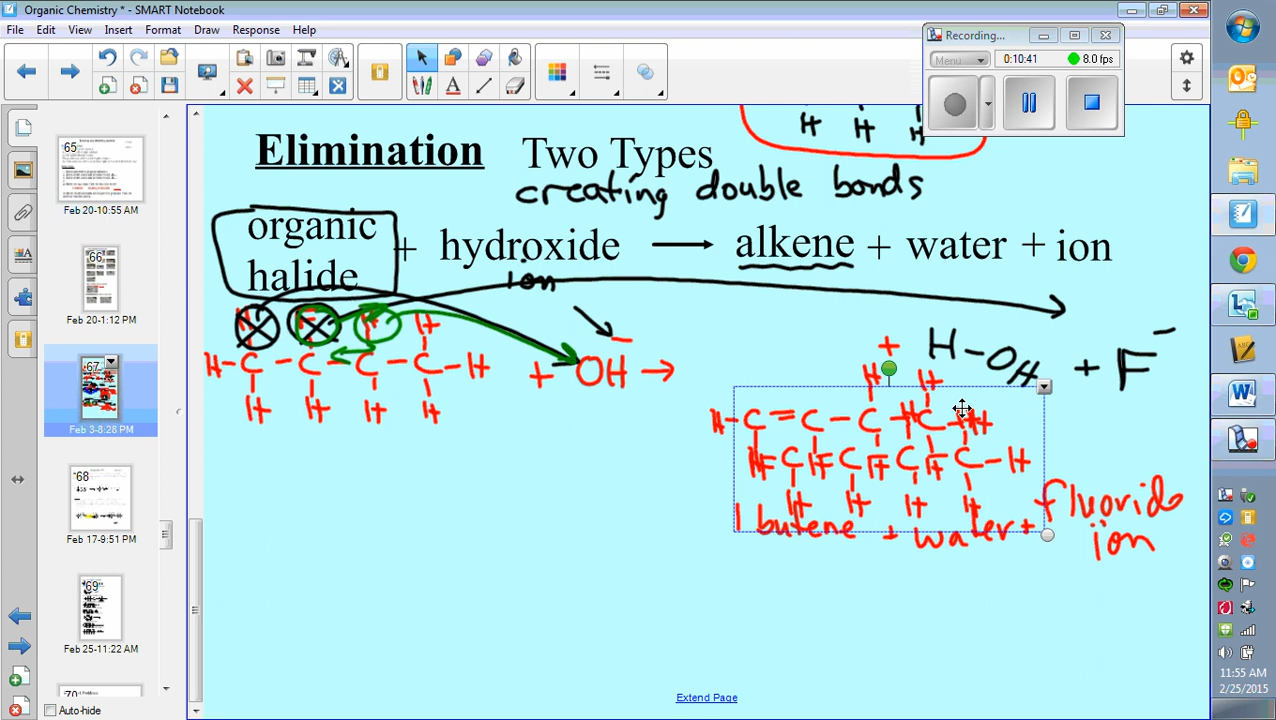 Organic Chemistry * - SMART Notebook
File Edit View Insert Format Draw Response Help
Recording...
Menu 0:10:41 8.0 fps
65
Feb 20-10:55 AM
66
Feb 20-1:12 PM
67
Feb 3-8:28 PM
68
Feb 17-9:51 PM
69
Feb 25-11:22 AM
70
Auto-hide
H H H
Elimination Two Types
creating double bonds
organic halide + hydroxide ion → alkene + water + ion
H H
H-C-C-C-C-H + OH⁻ → + H-OH + F⁻
H H H H
H H
H-C=C-C-C-H
C-C-C-C-H
H H H H
1 butene + water + fluoride ion
Extend Page
11:55 AM
2/25/2015